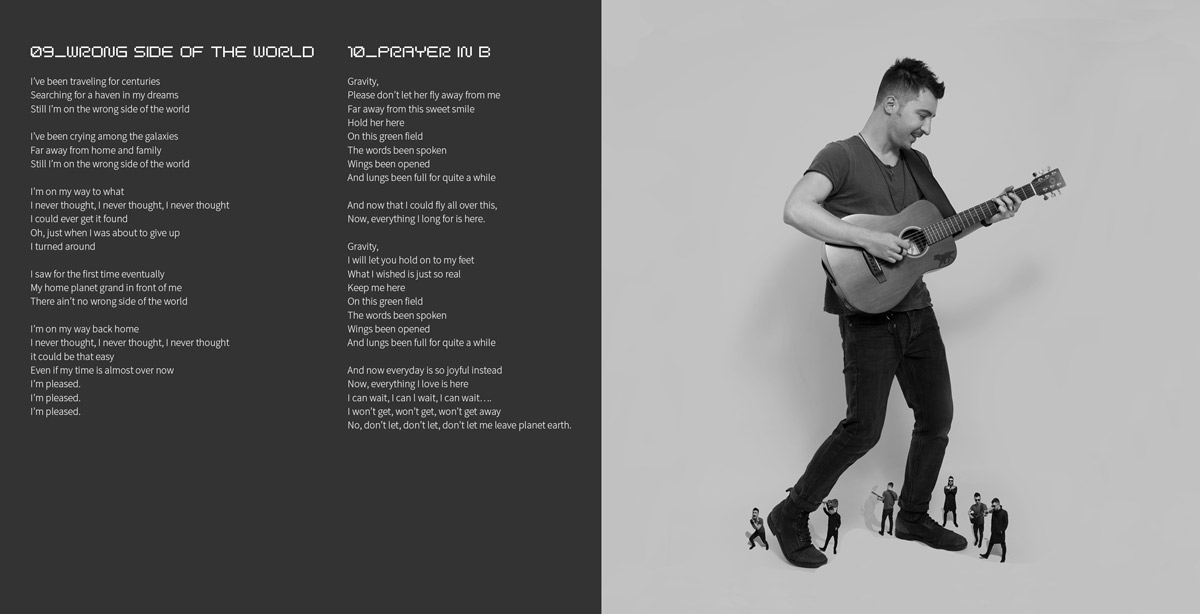 09_WRONG SIDE OF THE WORLD
I've been traveling for centuries
Searching for a haven in my dreams
Still I'm on the wrong side of the world
I've been crying among the galaxies
Far away from home and family
Still I'm on the wrong side of the world
I'm on my way to what
I never thought, I never thought, I never thought
I could ever get it found
Oh, just when I was about to give up
I turned around
I saw for the first time eventually
My home planet grand in front of me
There ain't no wrong side of the world
I'm on my way back home
I never thought, I never thought, I never thought
it could be that easy
Even if my time is almost over now
I'm pleased.
I'm pleased.
I'm pleased.
10_PRAYER IN B
Gravity,
Please don't let her fly away from me
Far away from this sweet smile
Hold her here
On this green field
The words been spoken
Wings been opened
And lungs been full for quite a while
And now that I could fly all over this,
Now, everything I long for is here.
Gravity,
I will let you hold on to my feet
What I wished is just so real
Keep me here
On this green field
The words been spoken
Wings been opened
And lungs been full for quite a while
And now everyday is so joyful instead
Now, everything I love is here
I can wait, I can I wait, I can wait….
I won't get, won't get, won't get away
No, don't let, don't let, don't let me leave planet earth.